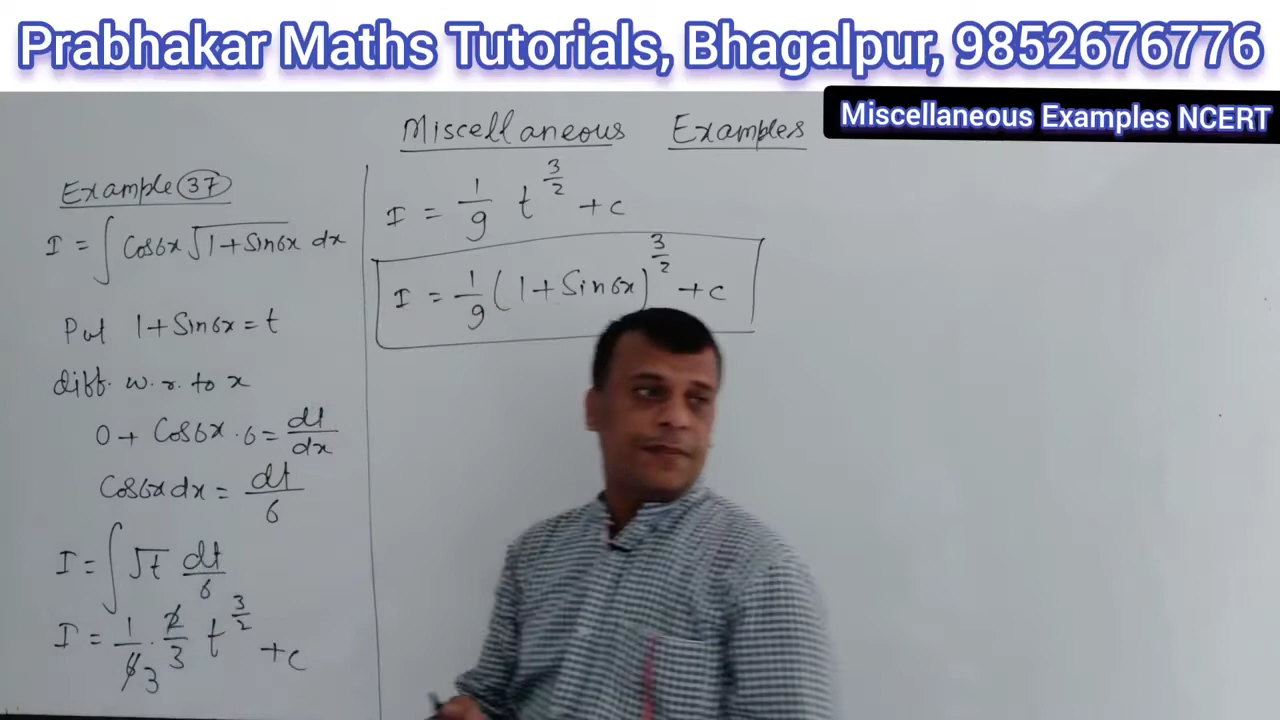 Prabhakar Maths Tutorials, Bhagalpur, 9852676776
Miscellaneous Examples NCERT
Miscellaneous Examples
Example 37
I = ∫ Cos6x √(1+Sin6x) dx
Put 1+Sin6x = t
diff. w. r. to x
0 + Cos6x · 6 = dt/dx
Cos6x dx = dt/6
I = ∫ √t dt/6
I = 1/6 3 · 2/3 t^3/2 + c
I = 1/9 t^3/2 + c
I = 1/9 (1+Sin6x)^3/2 + c